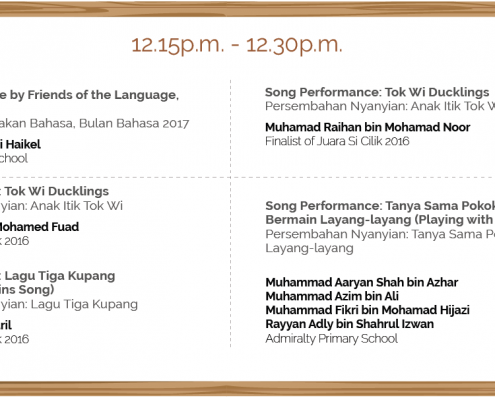 12.15p.m. - 12.30p.m.
e by Friends of the Language,
akan Bahasa, Bulan Bahasa 2017
i Haikel
chool
: Tok Wi Ducklings
yian: Anak Itik Tok Wi
Mohamed Fuad
k 2016
: Lagu Tiga Kupang
ins Song)
yian: Lagu Tiga Kupang
ril
k 2016
Song Performance: Tok Wi Ducklings
Persembahan Nyanyian: Anak Itik Tok W
Muhamad Raihan bin Mohamad Noor
Finalist of Juara Si Cilik 2016
Song Performance: Tanya Sama Pokok
Bermain Layang-layang (Playing with
Persembahan Nyanyian: Tanya Sama P
Layang-layang
Muhammad Aaryan Shah bin Azhar
Muhammad Azim bin Ali
Muhammad Fikri bin Mohamad Hijazi
Rayyan Adly bin Shahrul Izwan
Admiralty Primary School